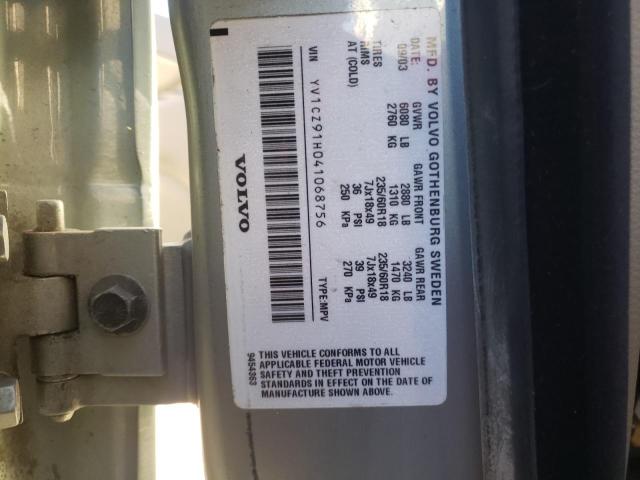 MFD. BY VOLVO GOTHENBURG SWEDEN
DATE: GVWR GAWR FRONT GAWR REAR
09/03 6080 LB 2880 LB 3240 LB
2760 KG 1310 KG 1470 KG
TIRES 235/60R18 235/60R18
RIMS 7Jx18x49 7Jx18x49
AT (COLD) 36 PSI 39 PSI
250 KPa 270 KPa
VIN YV1CZ91H041068756 TYPE:MPV
VOLVO
9454363
THIS VEHICLE CONFORMS TO ALL
APPLICABLE FEDERAL MOTOR VEHICLE
SAFETY AND THEFT PREVENTION
STANDARDS IN EFFECT ON THE DATE OF
MANUFACTURE SHOWN ABOVE.